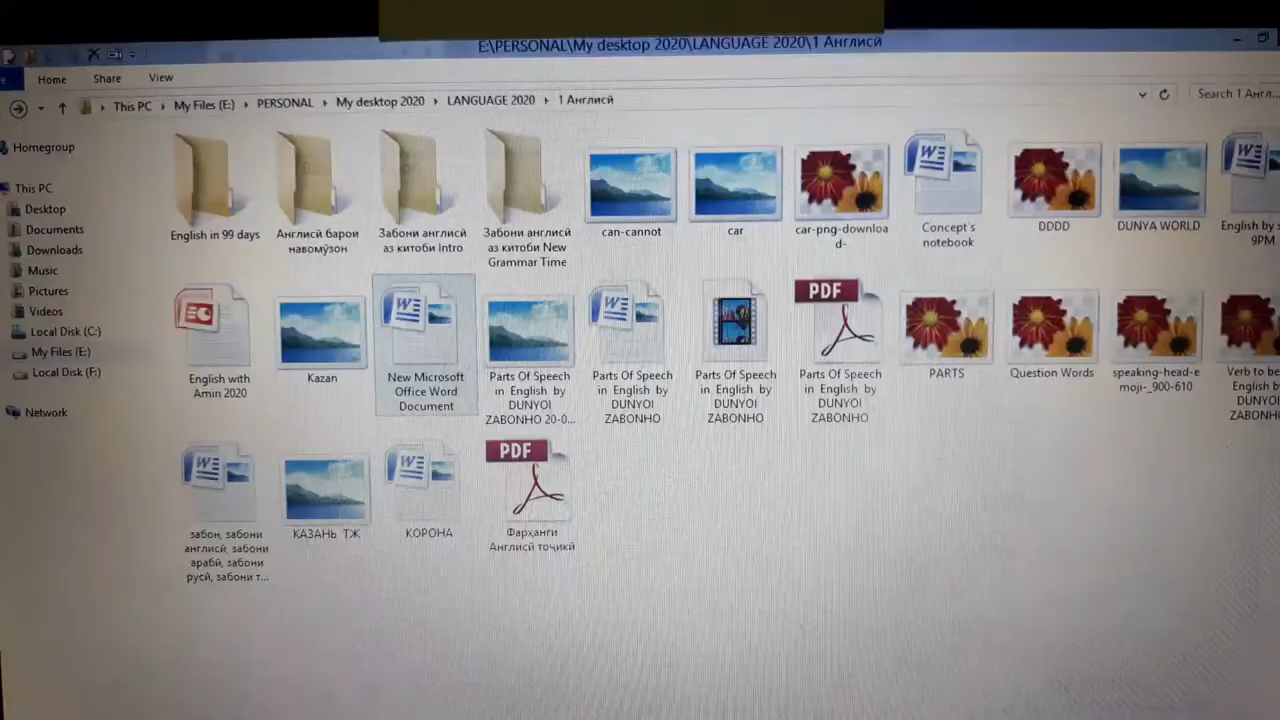 E:\PERSONAL\My desktop 2020\LANGUAGE 2020\1 Англисӣ
Home Share View
This PC My Files (E:) PERSONAL My desktop 2020 LANGUAGE 2020 1 Англисӣ
Search 1 Англ...
Homegroup
This PC
Desktop
Documents
Downloads
Music
Pictures
Videos
Local Disk (C:)
My Files (E:)
Local Disk (F:)
Network
English in 99 days
Англисӣ барои
навомӯзон
Забони англисӣ
аз китоби Intro
Забони англисӣ
аз китоби New
Grammar Time
can-cannot
car
car-png-downloa
d-
Concept's
notebook
DDDD
DUNYA WORLD
English by
9PM
English with
Amiri 2020
Kazan
New Microsoft
Office Word
Document
Parts Of Speech
in English by
DUNYOI
ZABONHO 20-0...
Parts Of Speech
in English by
DUNYOI
ZABONHO
Parts Of Speech
in English by
DUNYOI
ZABONHO
PDF
Parts Of Speech
in English by
DUNYOI
ZABONHO
PARTS
Question Words
speaking-head-e
moji-_900-610
Verb to be
English by
DUNYOI
ZABONH
забон, забони
англисӣ, забони
арабӣ, забони
русӣ, забони т...
КАЗАНЬ ТЖ
КОРОНА
PDF
Фарҳанги
Англисӣ тоҷикӣ